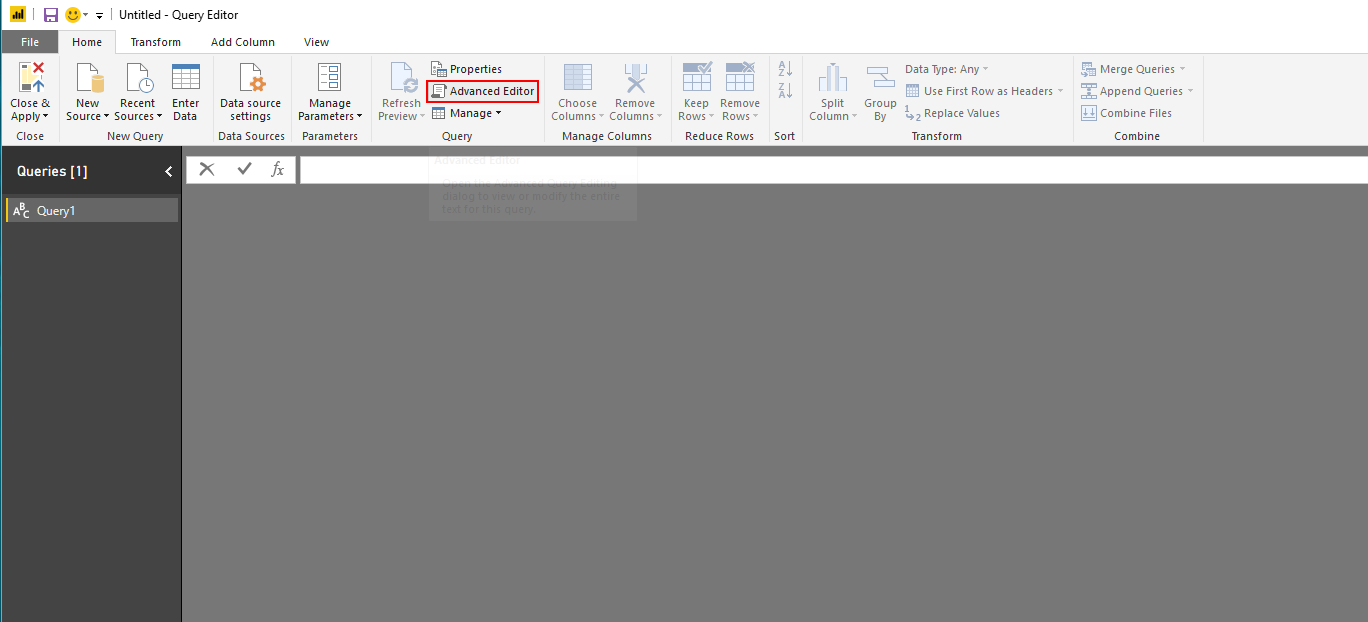 Untitled - Query Editor
File Home Transform Add Column View
Close & Apply
Close
New Source
Recent Sources
Enter Data
New Query
Data source settings
Data Sources
Manage Parameters
Parameters
Refresh Preview
Properties
Advanced Editor
Manage
Query
Choose Columns
Remove Columns
Manage Columns
Keep Rows
Remove Rows
Reduce Rows
A
Z
Z
A
Sort
Split Column
Group By
Data Type: Any
Use First Row as Headers
1
2
Replace Values
Transform
Merge Queries
Append Queries
Combine Files
Combine
Queries [1]
fx
Advanced Editor
Open the Advanced Query Editing
dialog to view or modify the entire
text for this query.
ABC Query1